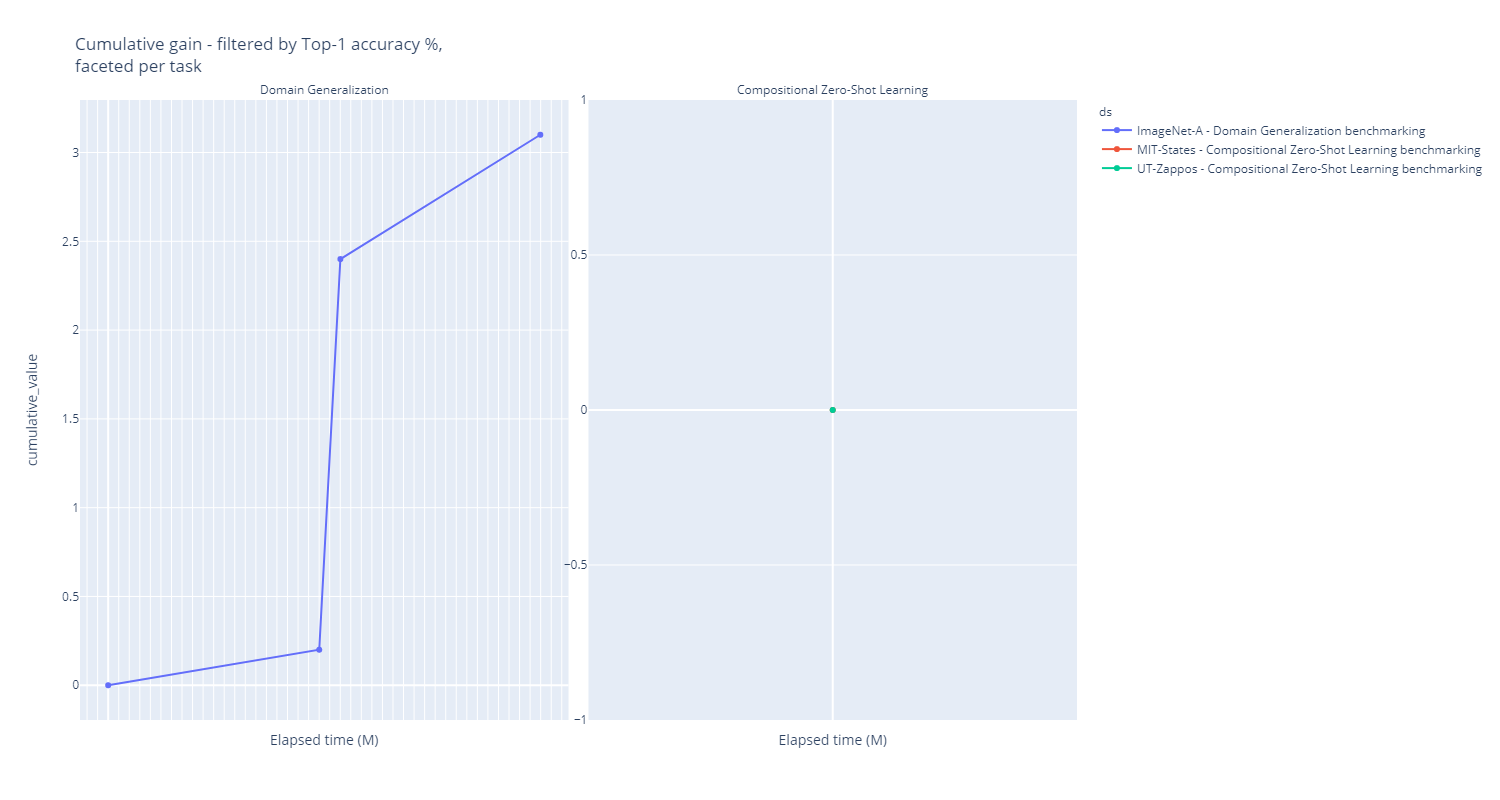 Cumulative gain - filtered by Top-1 accuracy %,
faceted per task
Domain Generalization
Compositional Zero-Shot Learning
cumulative_value
3
2.5
2
1.5
1
0.5
0
1
0.5
0
−0.5
−1
Elapsed time (M)
Elapsed time (M)
ds
ImageNet-A - Domain Generalization benchmarking
MIT-States - Compositional Zero-Shot Learning benchmarking
UT-Zappos - Compositional Zero-Shot Learning benchmarking